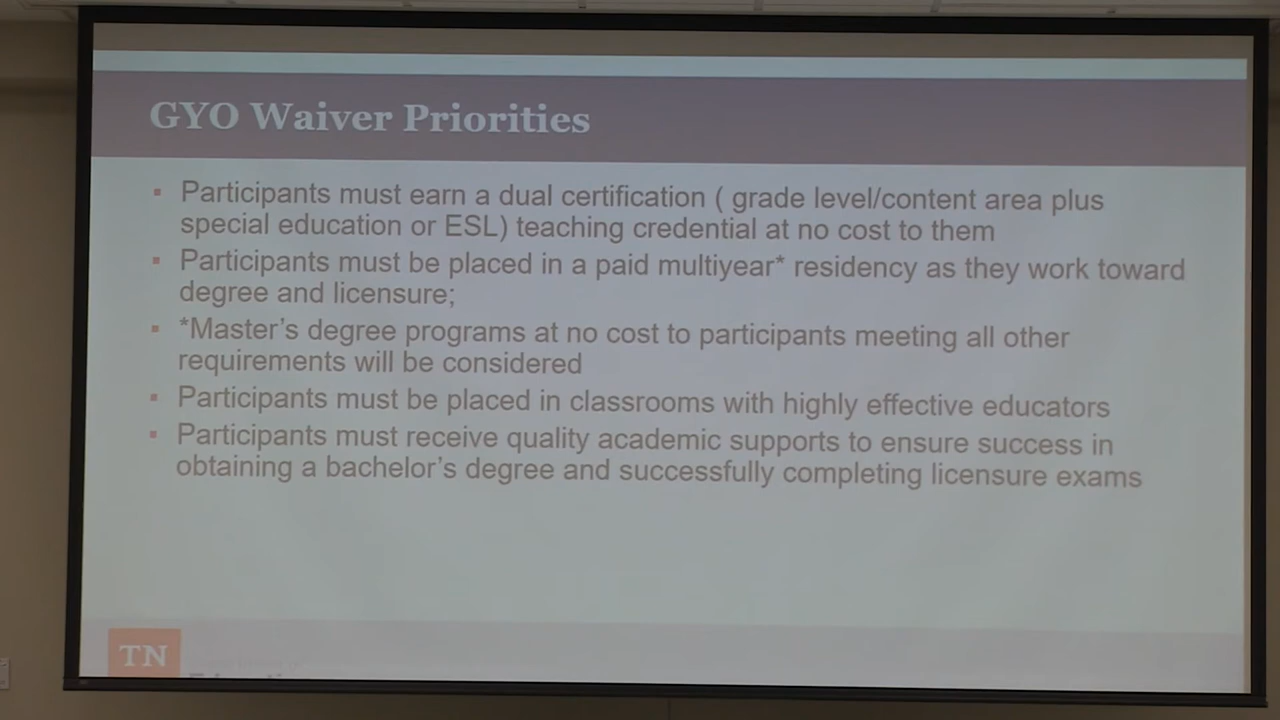 GYO Waiver Priorities
▪ Participants must earn a dual certification ( grade level/content area plus
special education or ESL) teaching credential at no cost to them
▪ Participants must be placed in a paid multiyear* residency as they work toward
degree and licensure;
▪ *Master's degree programs at no cost to participants meeting all other
requirements will be considered
▪ Participants must be placed in classrooms with highly effective educators
▪ Participants must receive quality academic supports to ensure success in
obtaining a bachelor's degree and successfully completing licensure exams
TN